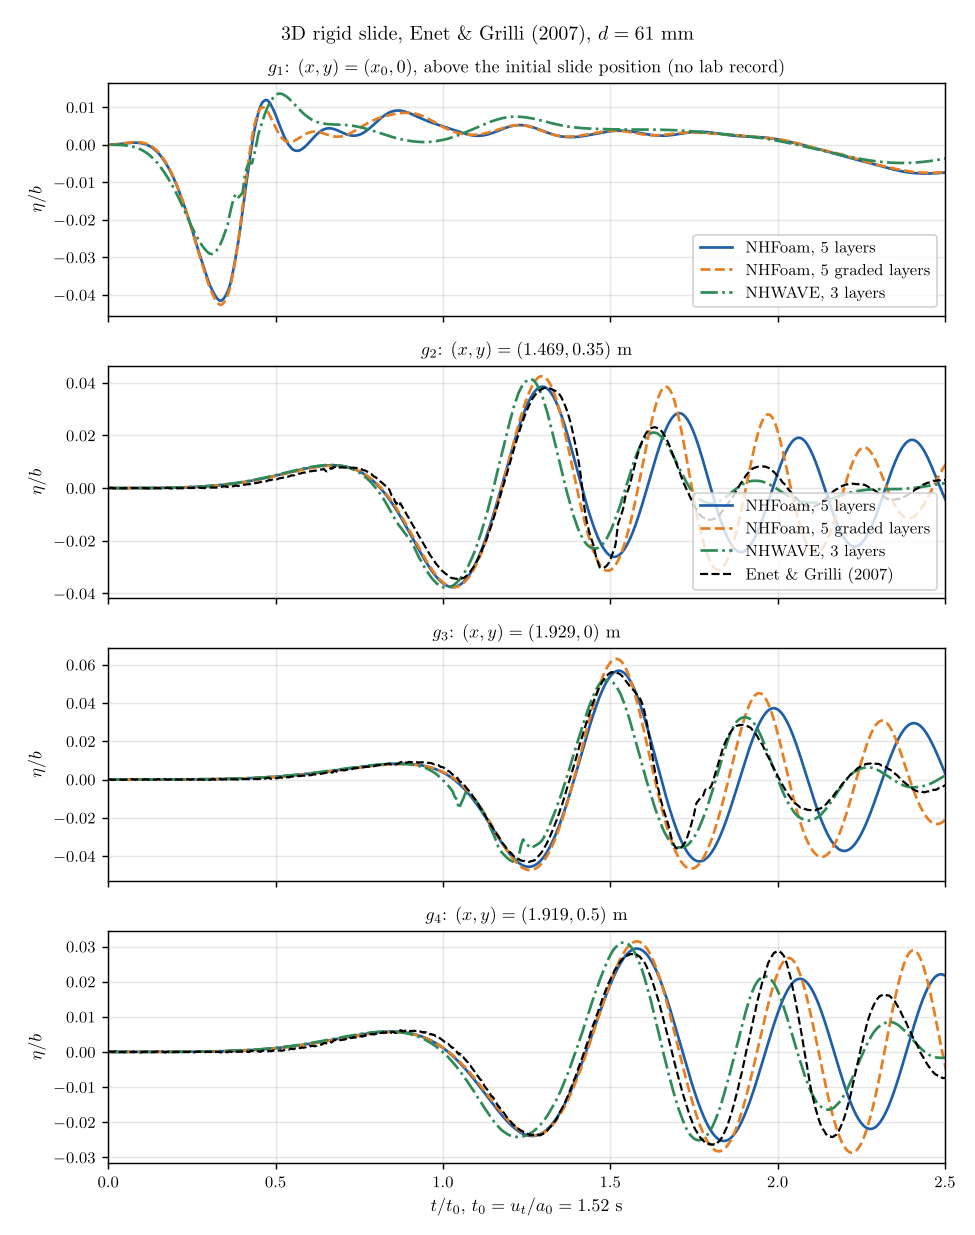 3D rigid slide, Enet & Grilli (2007), d = 61 mm
g₁: (x, y) = (x₀, 0), above the initial slide position (no lab record)
0.01
0.00
−0.01
−0.02
−0.03
−0.04
η/b
NHFoam, 5 layers
NHFoam, 5 graded layers
NHWAVE, 3 layers
g₂: (x, y) = (1.469, 0.35) m
0.04
0.02
0.00
−0.02
−0.04
η/b
NHFoam, 5 layers
NHFoam, 5 graded layers
NHWAVE, 3 layers
Enet & Grilli (2007)
g₃: (x, y) = (1.929, 0) m
0.06
0.04
0.02
0.00
−0.02
−0.04
η/b
g₄: (x, y) = (1.919, 0.5) m
0.03
0.02
0.01
0.00
−0.01
−0.02
−0.03
η/b
0.0 0.5 1.0 1.5 2.0 2.5
t/t₀, t₀ = uₜ/a₀ = 1.52 s